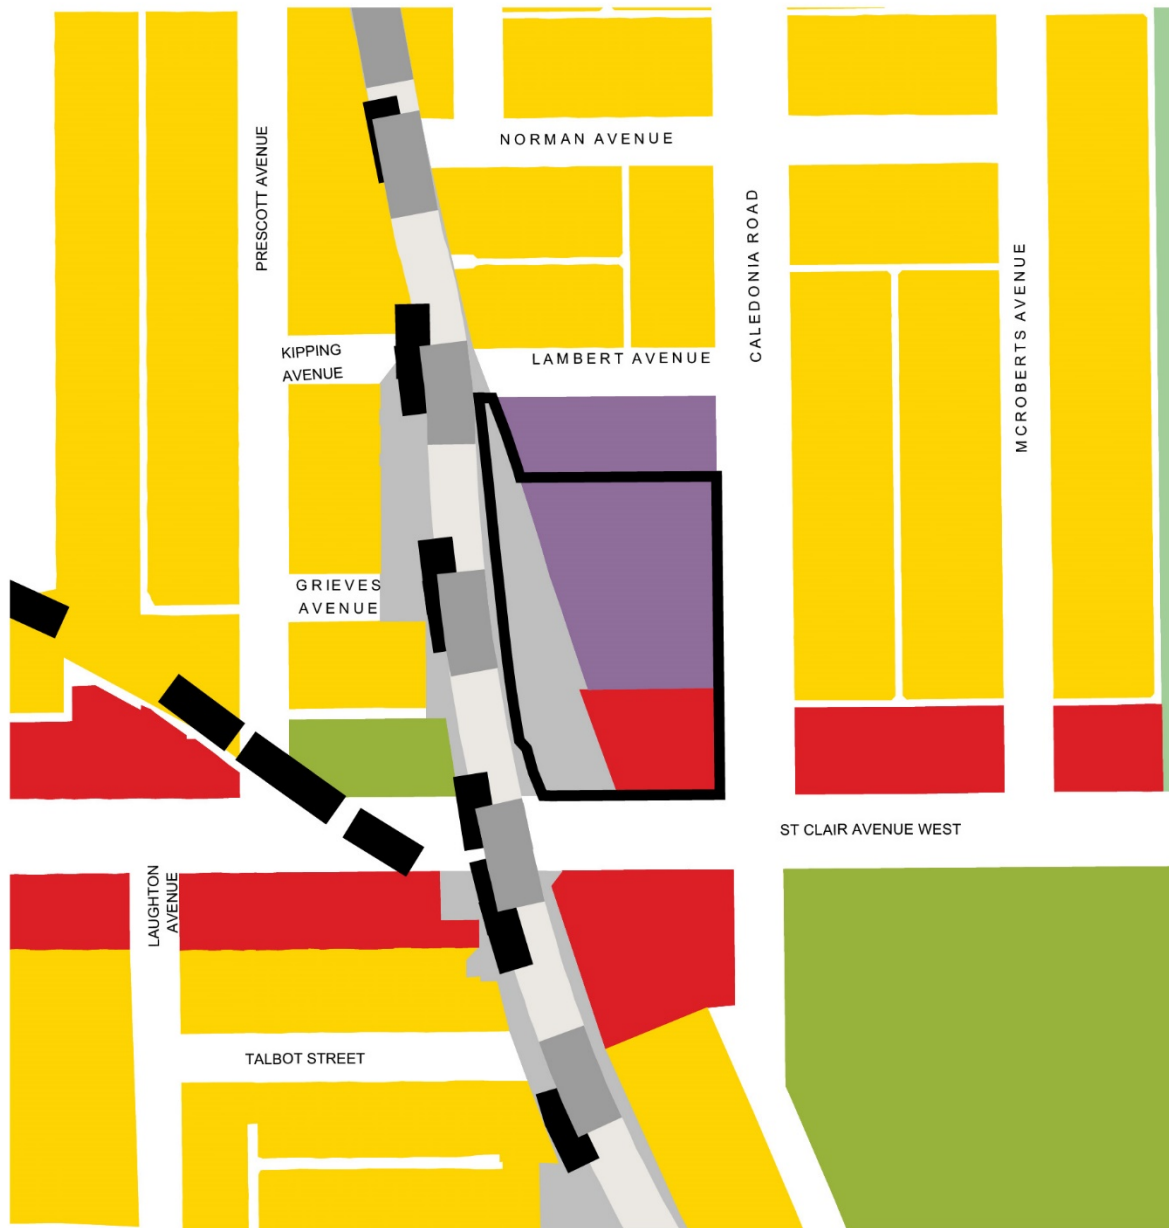 NORMAN AVENUE
PRESCOTT AVENUE
CALEDONIA ROAD
MCROBERTS AVENUE
KIPPING
AVENUE
LAMBERT AVENUE
GRIEVES
AVENUE
ST CLAIR AVENUE WEST
LAUGHTON
AVENUE
TALBOT STREET